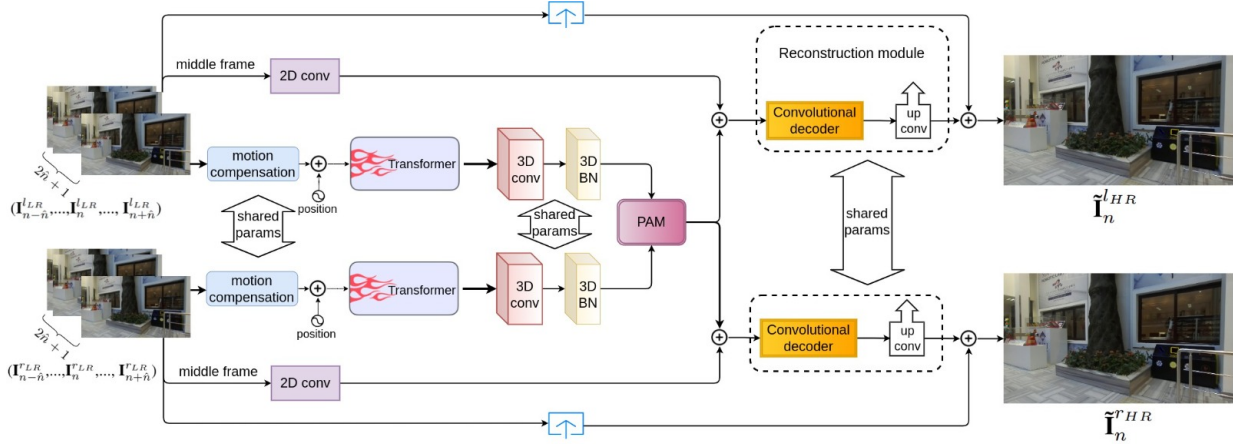 Reconstruction module
middle frame
2D conv
Convolutional
decoder
up
conv
motion
compensation
position
Transformer
3D
conv
3D
BN
2n̂ + 1
(I^{l_{LR}}_{n−n̂},...,I^{l_{LR}}_{n},..., I^{l_{LR}}_{n+n̂})
shared
params
shared
params
PAM
shared
params
Ĩ^{l_{HR}}_{n}
motion
compensation
position
Transformer
3D
conv
3D
BN
2n̂ + 1
(I^{r_{LR}}_{n−n̂},...,I^{r_{LR}}_{n},..., I^{r_{LR}}_{n+n̂})
Convolutional
decoder
up
conv
middle frame
2D conv
Ĩ^{r_{HR}}_{n}